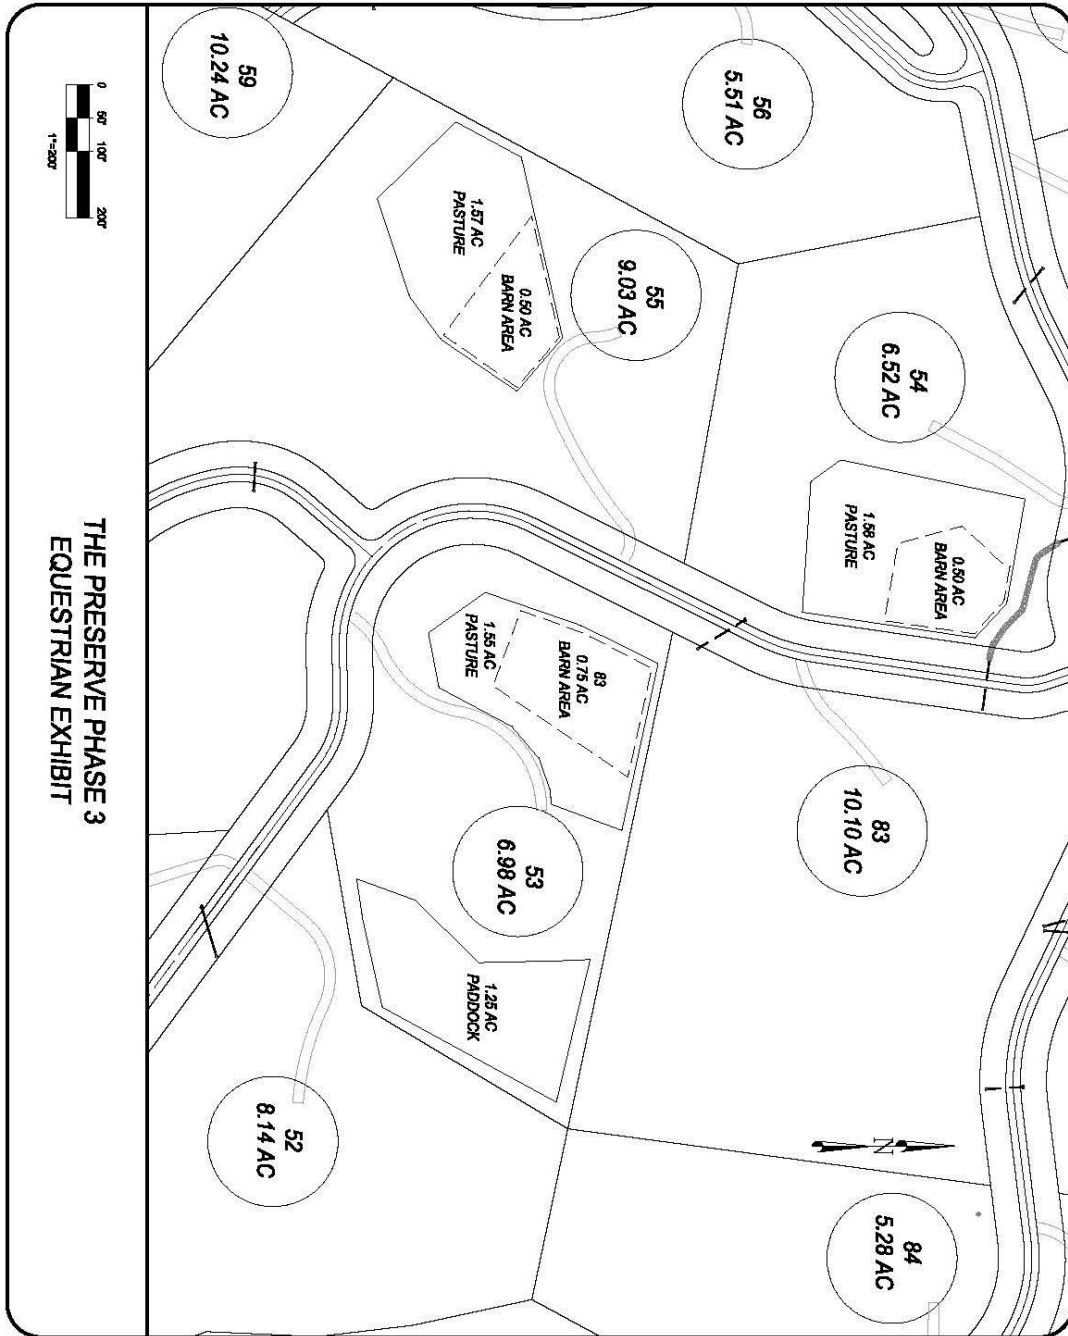 59
10.24 AC
56
5.51 AC
55
9.03 AC
54
6.52 AC
1.57 AC
PASTURE
0.50 AC
BARN AREA
1.58 AC
PASTURE
0.50 AC
BARN AREA
83
0.75 AC
BARN AREA
1.55 AC
PASTURE
83
10.10 AC
53
6.98 AC
1.25 AC
PADDOCK
52
8.14 AC
84
5.28 AC
N
0 50' 100' 200'
1"=200'
THE PRESERVE PHASE 3
EQUESTRIAN EXHIBIT